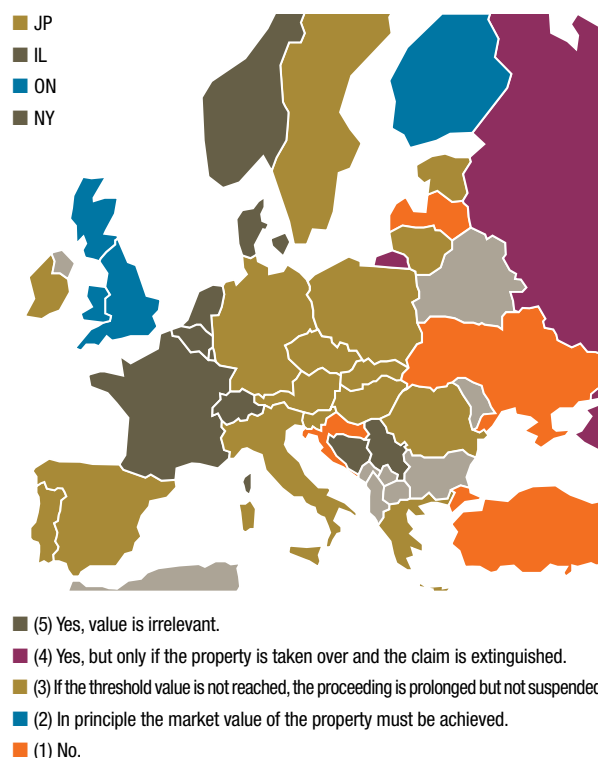 JP
IL
ON
NY
(5) Yes, value is irrelevant.
(4) Yes, but only if the property is taken over and the claim is extinguished.
(3) If the threshold value is not reached, the proceeding is prolonged but not suspended
(2) In principle the market value of the property must be achieved.
(1) No.